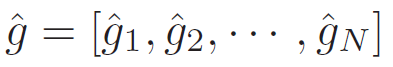 ĝ = [ĝ₁, ĝ₂, ⋯ , ĝ_N]